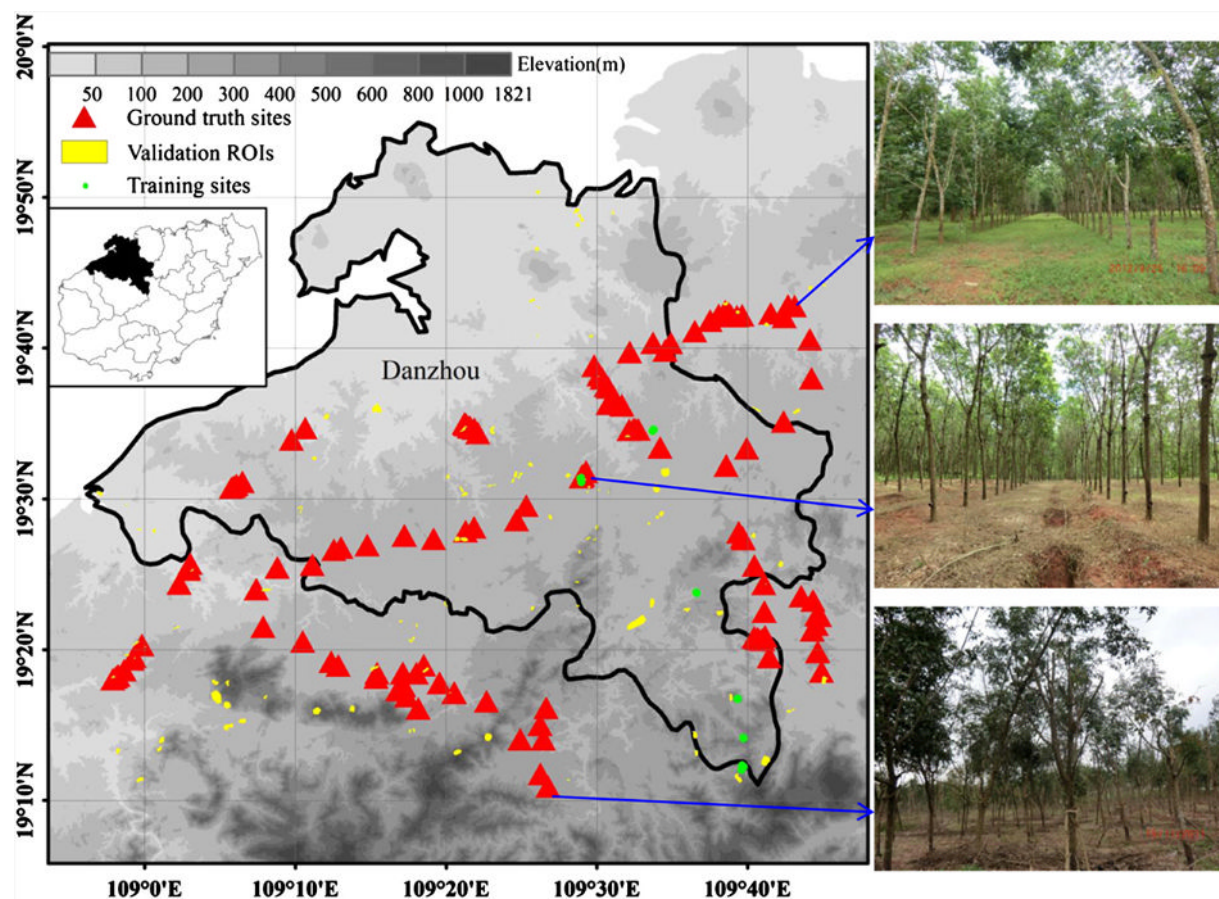 Elevation(m)
50 100 200 300 400 500 600 800 1000 1821
Ground truth sites
Validation ROIs
Training sites
Danzhou
20°0'N
19°50'N
19°40'N
19°30'N
19°20'N
19°10'N
109°0'E 109°10'E 109°20'E 109°30'E 109°40'E